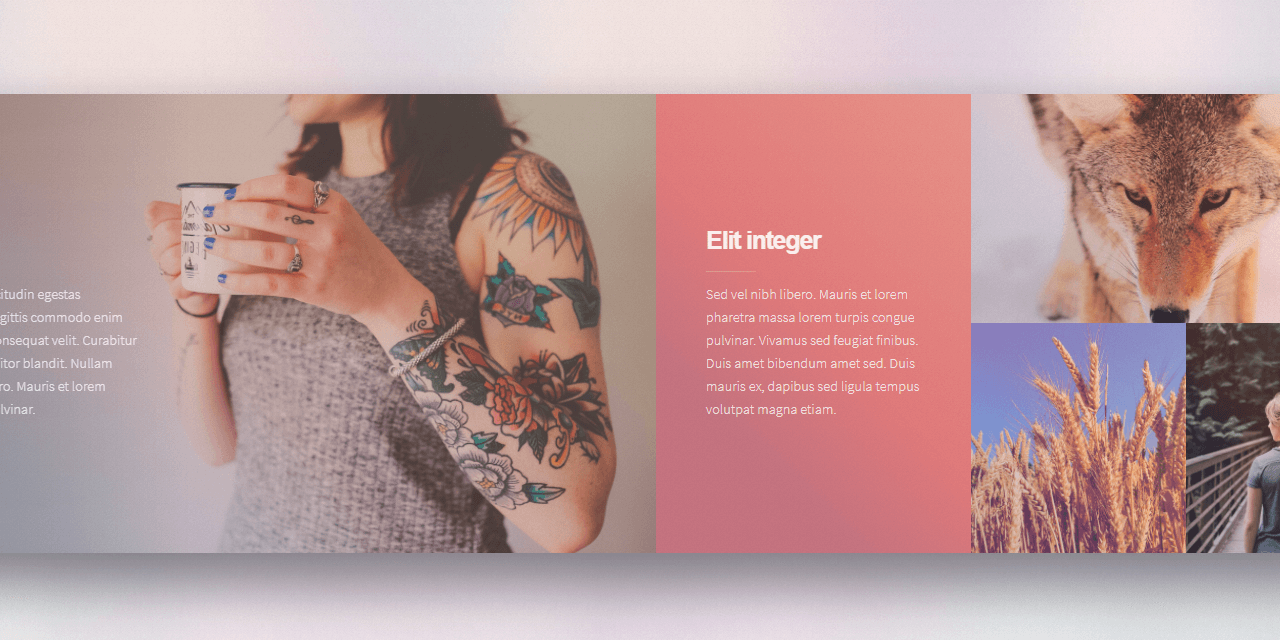 itudin egestas
gittis commodo enim
onsequat velit. Curabitur
itor blandit. Nullam
ro. Mauris et lorem
lvinar.
Elit integer
Sed vel nibh libero. Mauris et lorem
pharetra massa lorem turpis congue
pulvinar. Vivamus sed feugiat finibus.
Duis amet bibendum amet sed. Duis
mauris ex, dapibus sed ligula tempus
volutpat magna etiam.